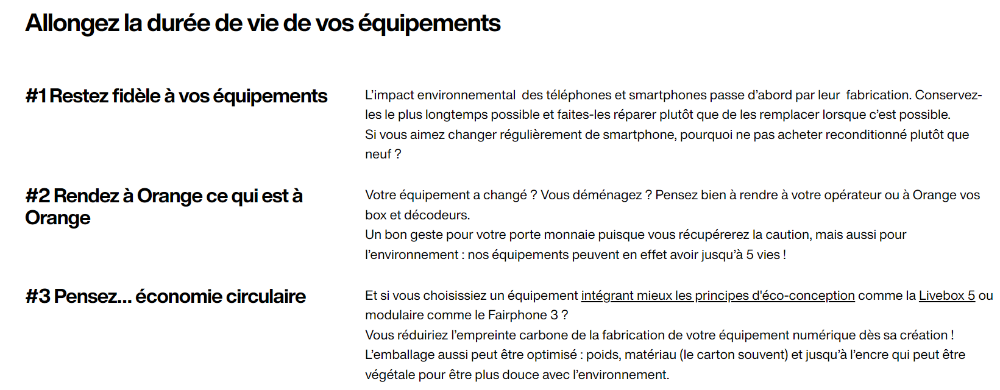 Allongez la durée de vie de vos équipements
#1 Restez fidèle à vos équipements
L’impact environnemental  des téléphones et smartphones passe d’abord par leur  fabrication. Conservez-
les le plus longtemps possible et faites-les réparer plutôt que de les remplacer lorsque c’est possible.
Si vous aimez changer régulièrement de smartphone, pourquoi ne pas acheter reconditionné plutôt que
neuf ?
#2 Rendez à Orange ce qui est à
Orange
Votre équipement a changé ? Vous déménagez ? Pensez bien à rendre à votre opérateur ou à Orange vos
box et décodeurs.
Un bon geste pour votre porte monnaie puisque vous récupérerez la caution, mais aussi pour
l’environnement : nos équipements peuvent en effet avoir jusqu’à 5 vies !
#3 Pensez... économie circulaire
Et si vous choisissiez un équipement intégrant mieux les principes d'éco-conception comme la Livebox 5 ou
modulaire comme le Fairphone 3 ?
Vous réduiriez l’empreinte carbone de la fabrication de votre équipement numérique dès sa création !
L’emballage aussi peut être optimisé : poids, matériau (le carton souvent) et jusqu’à l’encre qui peut être
végétale pour être plus douce avec l’environnement.